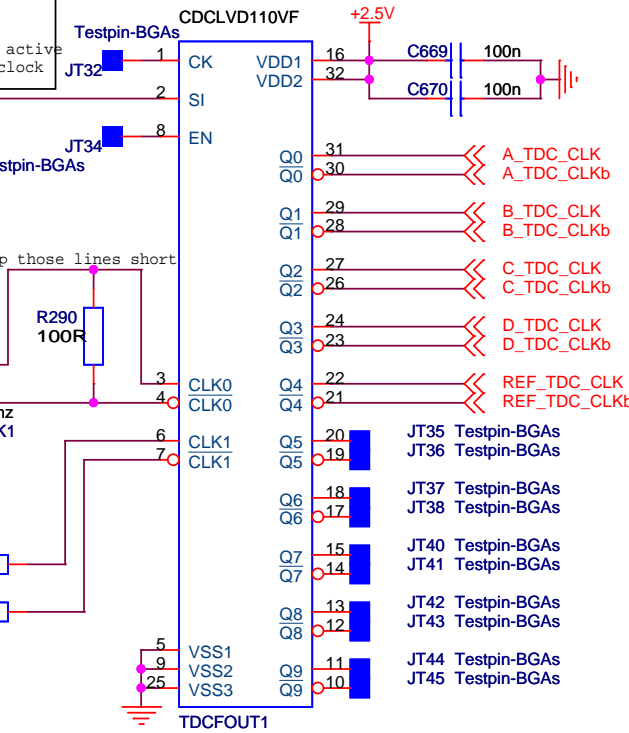 CDCLVD110VF
+2.5V
Testpin-BGAs
active
clock
JT32
1
CK
VDD1
16
C669
100n
VDD2
32
C670
100n
2
SI
8
EN
JT34
stpin-BGAs
Q0
31
A_TDC_CLK
Q0
30
A_TDC_CLKb
Q1
29
B_TDC_CLK
Q1
28
B_TDC_CLKb
p those lines short
Q2
27
C_TDC_CLK
Q2
26
C_TDC_CLKb
R290
100R
Q3
24
D_TDC_CLK
Q3
23
D_TDC_CLKb
3
CLK0
Q4
22
REF_TDC_CLK
4
CLK0
Q4
21
REF_TDC_CLKb
nz
K1
6
CLK1
Q5
20
JT35 Testpin-BGAs
7
CLK1
Q5
19
JT36 Testpin-BGAs
Q6
18
JT37 Testpin-BGAs
Q6
17
JT38 Testpin-BGAs
Q7
15
JT40 Testpin-BGAs
Q7
14
JT41 Testpin-BGAs
Q8
13
JT42 Testpin-BGAs
Q8
12
JT43 Testpin-BGAs
5
VSS1
9
VSS2
Q9
11
JT44 Testpin-BGAs
25
VSS3
Q9
10
JT45 Testpin-BGAs
TDCFOUT1